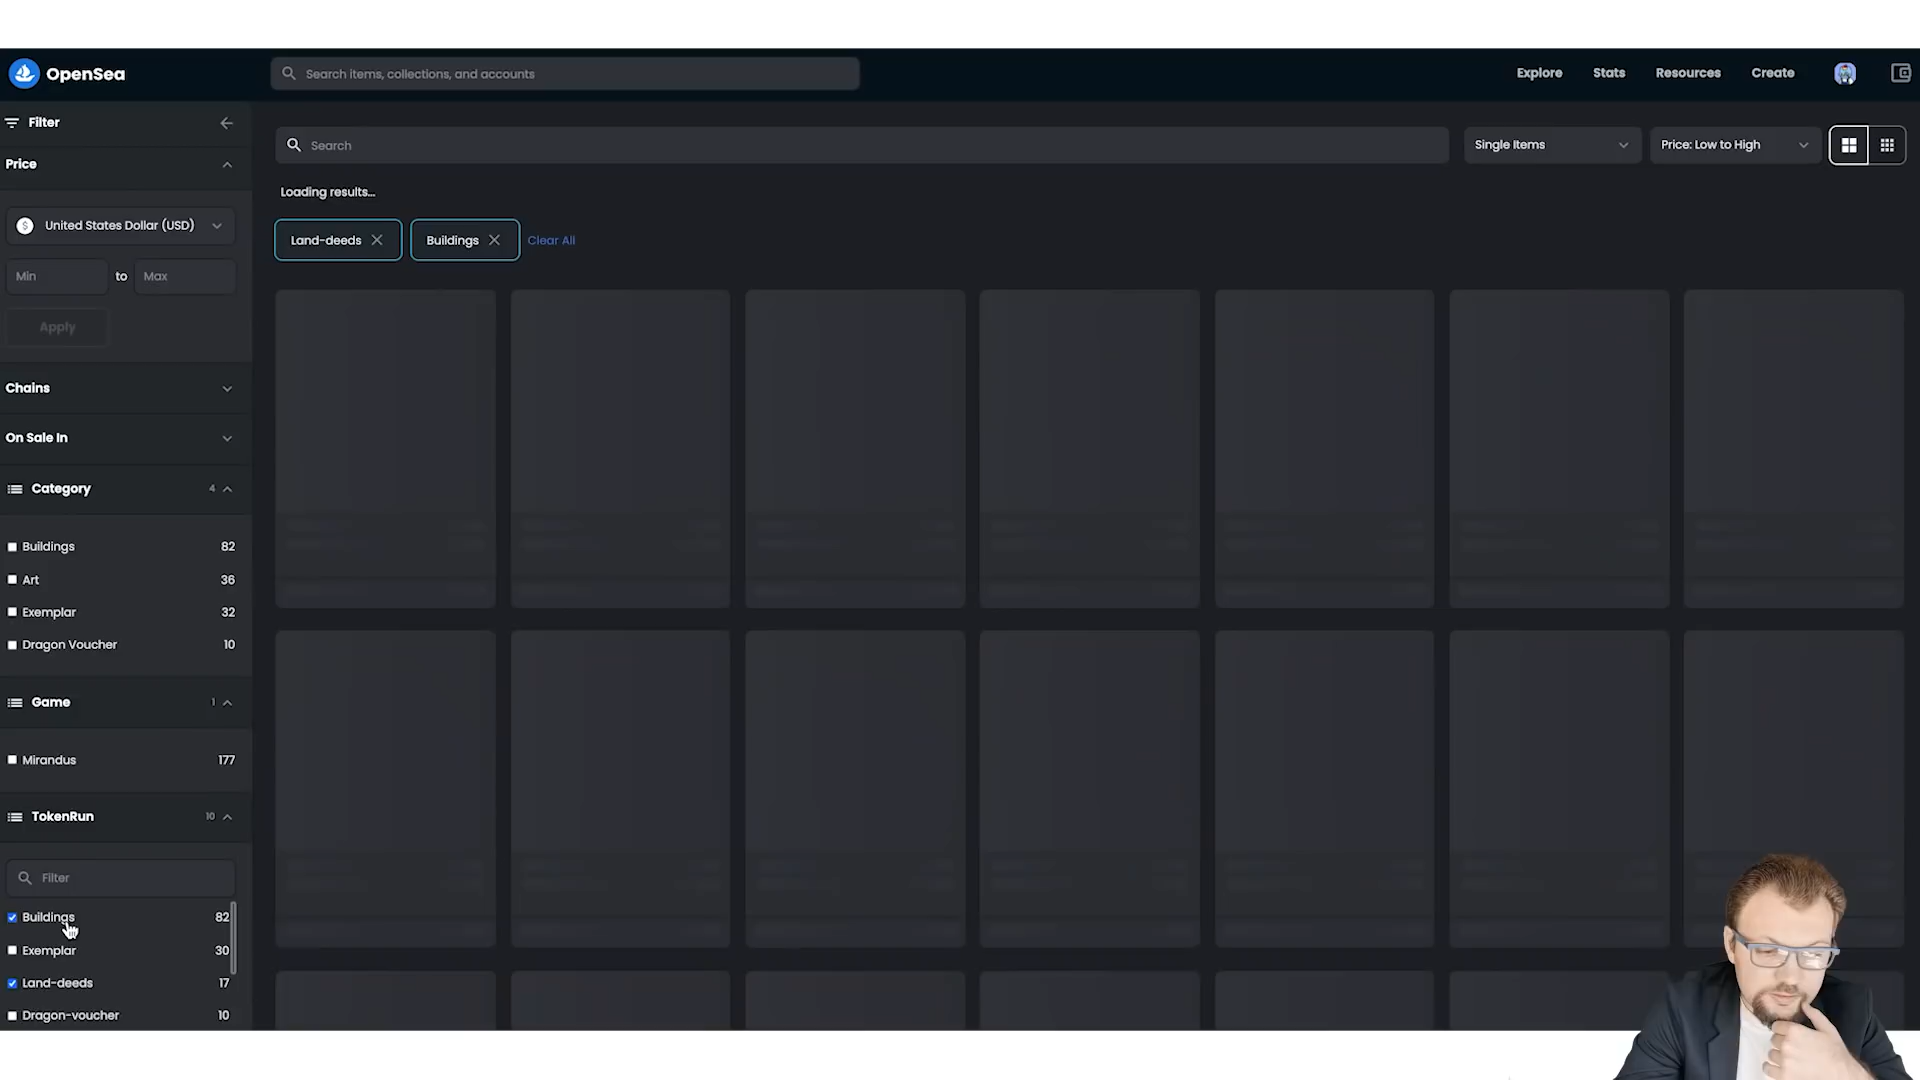 OpenSea
Search items, collections, and accounts
Explore
Stats
Resources
Create
Filter
Search
Single Items
Price: Low to High
Price
Loading results...
United States Dollar (USD)
Land-deeds
Buildings
Clear All
Min
to
Max
Apply
Chains
On Sale In
Category 4
Buildings 82
Art 36
Exemplar 32
Dragon Voucher 10
Game 1
Mirandus 177
TokenRun 10
Filter
Buildings 82
Exemplar 30
Land-deeds 17
Dragon-voucher 10